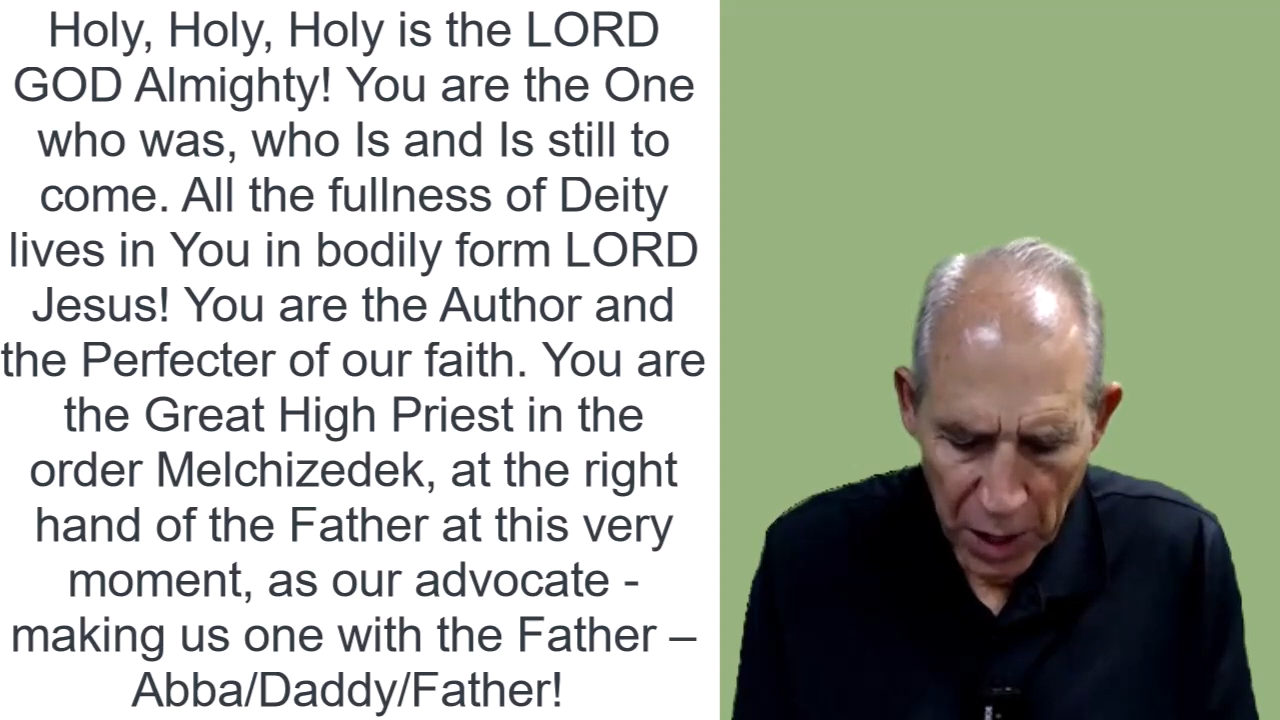 Holy, Holy, Holy is the LORD
GOD Almighty! You are the One
who was, who Is and Is still to
come. All the fullness of Deity
lives in You in bodily form LORD
Jesus! You are the Author and
the Perfecter of our faith. You are
the Great High Priest in the
order Melchizedek, at the right
hand of the Father at this very
moment, as our advocate -
making us one with the Father –
Abba/Daddy/Father!